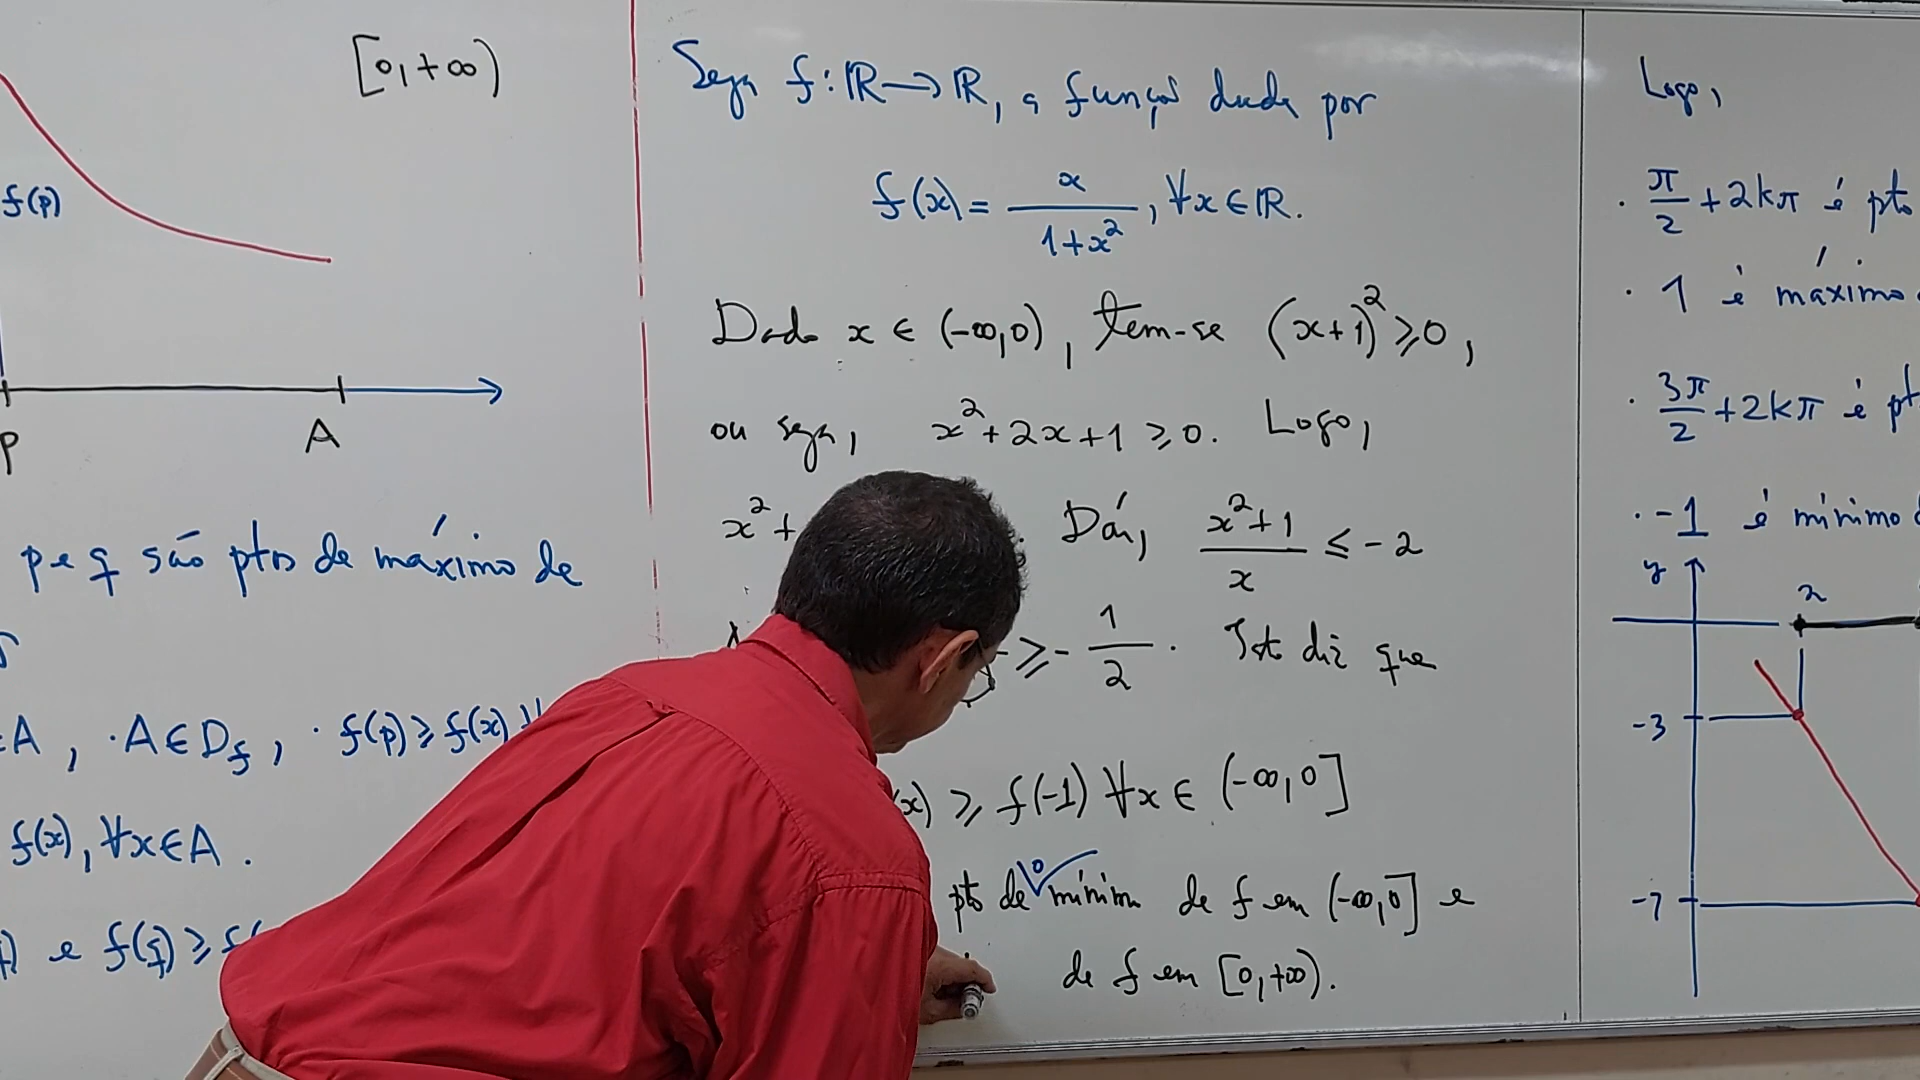 [0,+∞)
f(p)
p A
p e q são pts de máximo de
A, ·A∈D_f, ·f(p)≥f(x)
f(x), ∀x∈A.
e f(q)≥
Seja f:ℝ→ℝ, a função dada por
f(x)= x/(1+x²), ∀x∈ℝ.
Dado x∈(-∞,0), tem-se (x+1)²≥0,
ou seja, x²+2x+1≥0. Logo,
x²+ . Daí, (x²+1)/x ≤ -2
≥ -1/2. Isto diz que
(x) ≥ f(-1) ∀x∈(-∞,0]
pto de mínimo de f em (-∞,0] e
de f em [0,+∞).
Logo,
· π/2+2kπ é pto
· 1 é máximo
· 3π/2+2kπ é pt
· -1 é mínimo
y
2
-3
-7